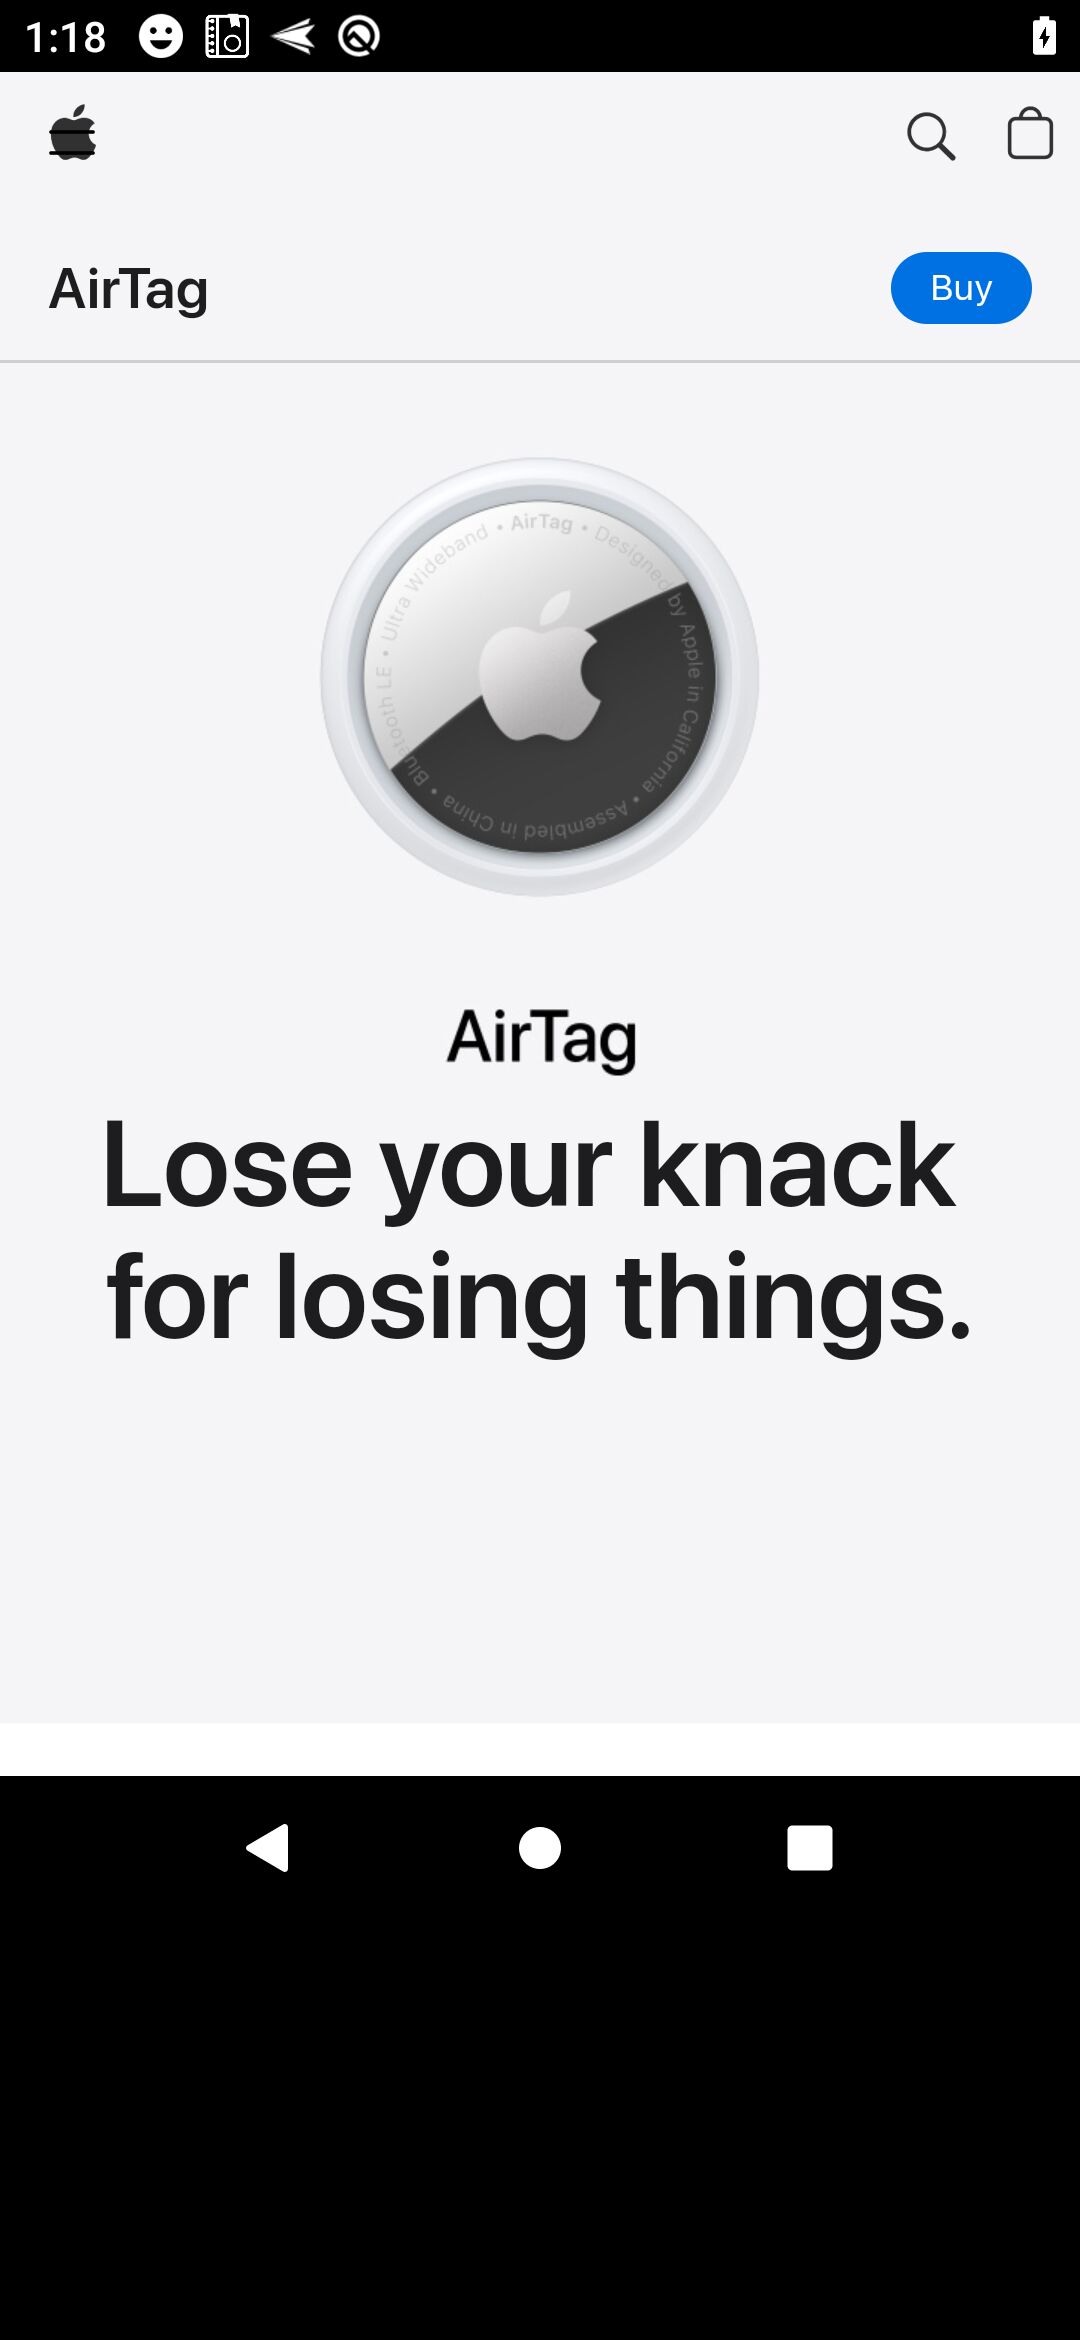 1:18
AirTag
Buy
Bluetooth LE • Ultra Wideband • AirTag • Designed by Apple in California • Assembled in China •
AirTag
Lose your knack
for losing things.